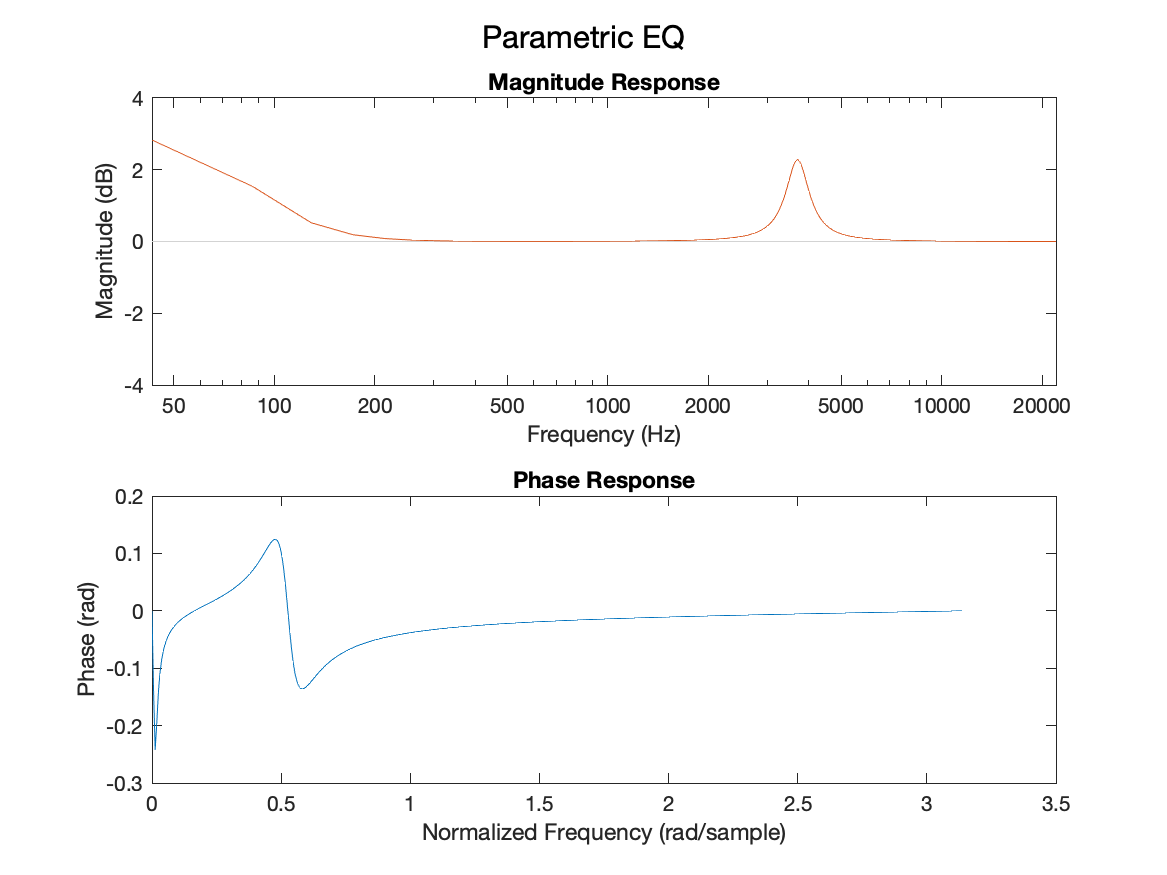 Parametric EQ
Magnitude Response
4
2
0
-2
-4
Magnitude (dB)
50 100 200 500 1000 2000 5000 10000 20000
Frequency (Hz)
Phase Response
0.2
0.1
0
-0.1
-0.2
-0.3
Phase (rad)
0 0.5 1 1.5 2 2.5 3 3.5
Normalized Frequency (rad/sample)